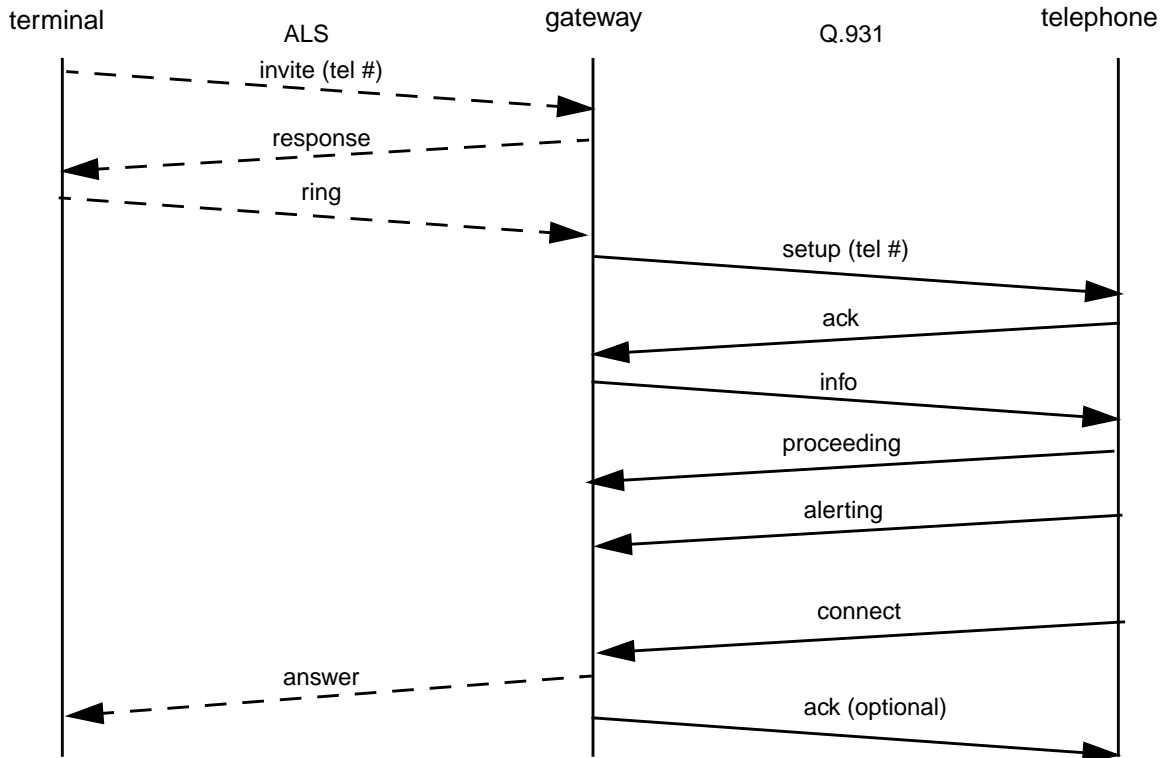 terminal
gateway
telephone
ALS
Q.931
invite (tel #)
response
ring
setup (tel #)
ack
info
proceeding
alerting
connect
answer
ack (optional)